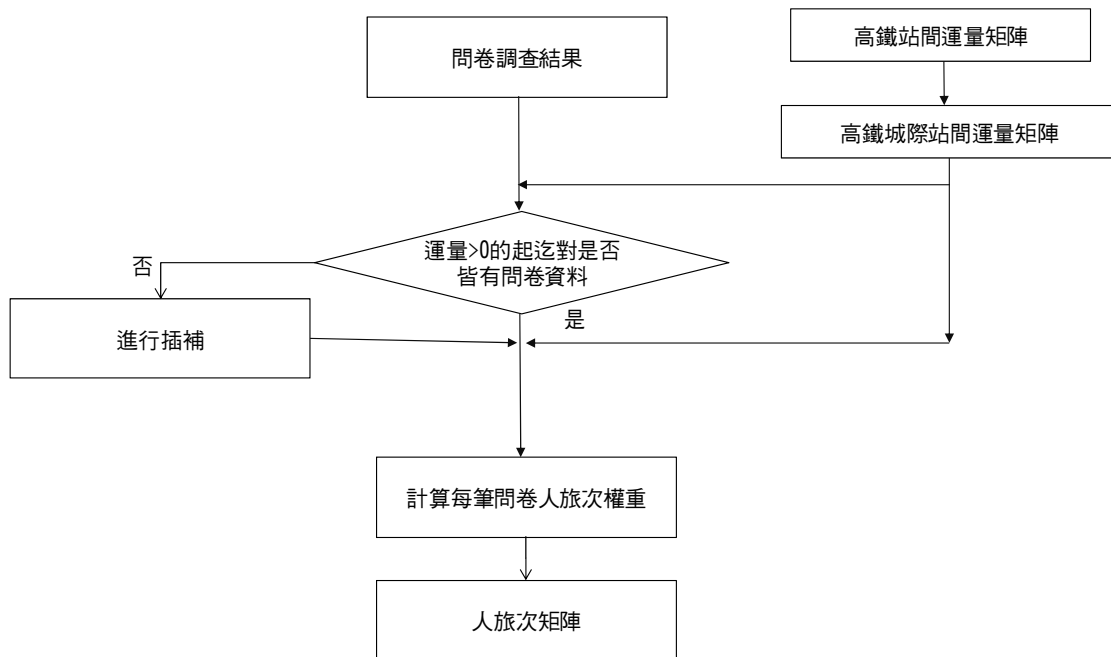 高鐵站間運量矩陣
問卷調查結果
高鐵城際站間運量矩陣
運量>0的起迄對是否
皆有問卷資料
否
是
進行插補
計算每筆問卷人旅次權重
人旅次矩陣